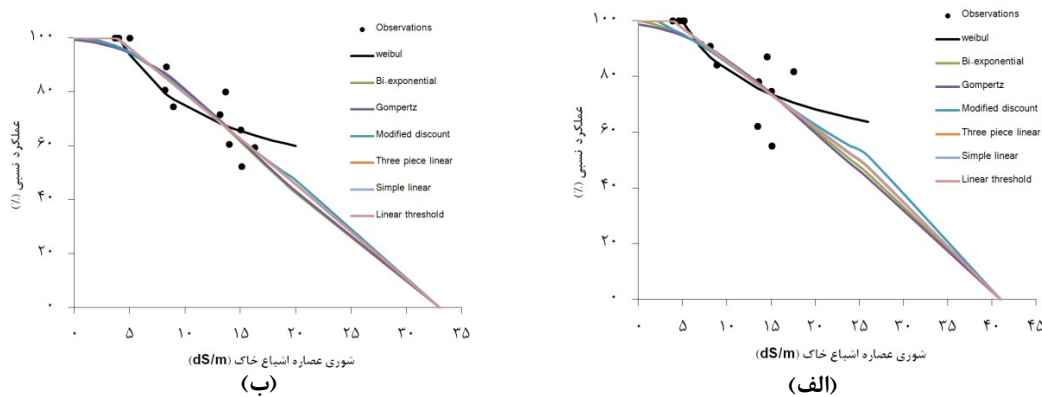 Observations
weibul
Bi-exponential
Gompertz
Modified discount
Three piece linear
Simple linear
Linear threshold
عملکرد نسبی (٪)
۱۰۰
۸۰
۶۰
۴۰
۲۰
۰
۰ ۵ ۱۰ ۱۵ ۲۰ ۲۵ ۳۰ ۳۵ ۴۰ ۴۵
شوری عصاره اشباع خاک (dS/m)
(الف)
Observations
weibul
Bi-exponential
Gompertz
Modified discount
Three piece linear
Simple linear
Linear threshold
عملکرد نسبی (٪)
۱۰۰
۸۰
۶۰
۴۰
۲۰
۰
۰ ۵ ۱۰ ۱۵ ۲۰ ۲۵ ۳۰ ۳۵
شوری عصاره اشباع خاک (dS/m)
(ب)